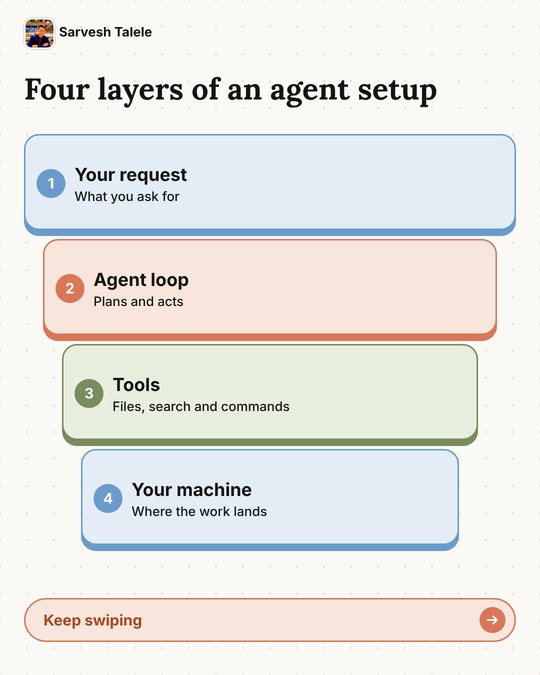 Sarvesh Talele
Four layers of an agent setup
1
Your request
What you ask for
2
Agent loop
Plans and acts
3
Tools
Files, search and commands
4
Your machine
Where the work lands
Keep swiping